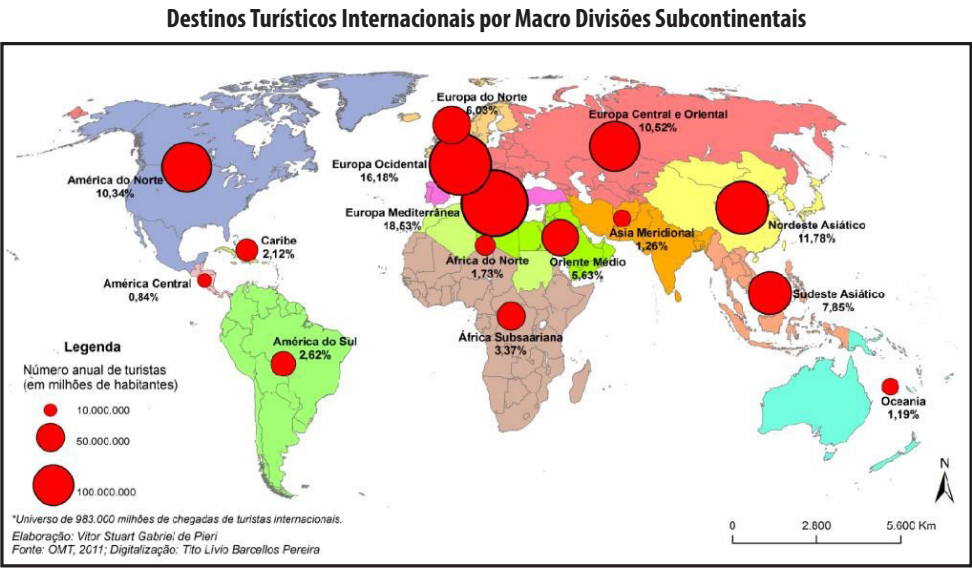 Destinos Turísticos Internacionais por Macro Divisões Subcontinentais
Europa do Norte
6,03%
Europa Central e Oriental
10,52%
Europa Ocidental
16,18%
América do Norte
10,34%
Europa Mediterrânea
18,53%
Nordeste Asiático
11,78%
Ásia Meridional
1,26%
Caribe
2,12%
África do Norte
1,73%
Oriente Médio
5,63%
América Central
0,84%
Sudeste Asiático
7,85%
América do Sul
2,62%
África Subsaariana
3,37%
Oceania
1,19%
Legenda
Número anual de turistas
(em milhões de habitantes)
10.000.000
50.000.000
100.000.000
N
0 2.800 5.600 Km
*Universo de 983.000 milhões de chegadas de turistas internacionais.
Elaboração: Vitor Stuart Gabriel de Pieri
Fonte: OMT, 2011; Digitalização: Tito Lívio Barcellos Pereira